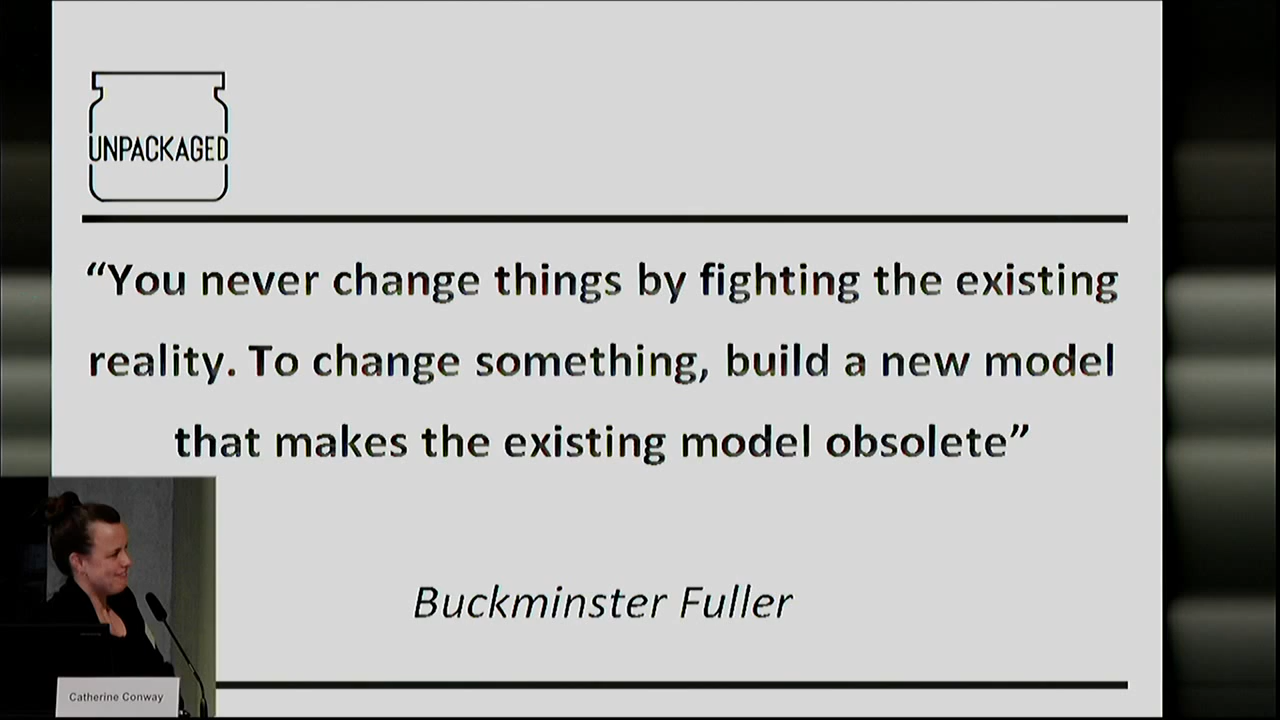 UNPACKAGED
“You never change things by fighting the existing
reality. To change something, build a new model
that makes the existing model obsolete”
Buckminster Fuller
Catherine Conway